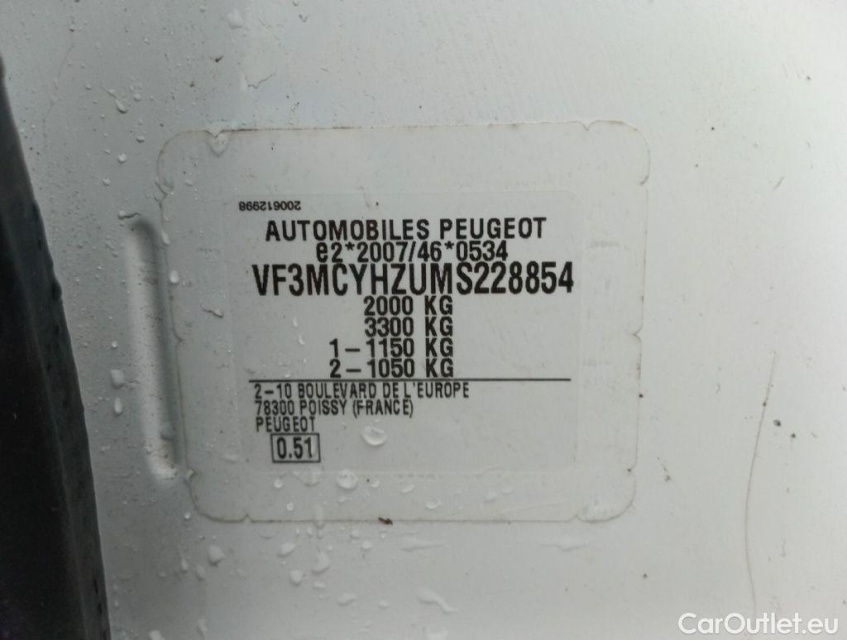 200612998
AUTOMOBILES PEUGEOT
e2*2007/46*0534
VF3MCYHZUMS228854
2000 KG
3300 KG
1-1150 KG
2-1050 KG
2-10 BOULEVARD DE L'EUROPE
78300 POISSY (FRANCE)
PEUGEOT
0.51
CarOutlet.eu